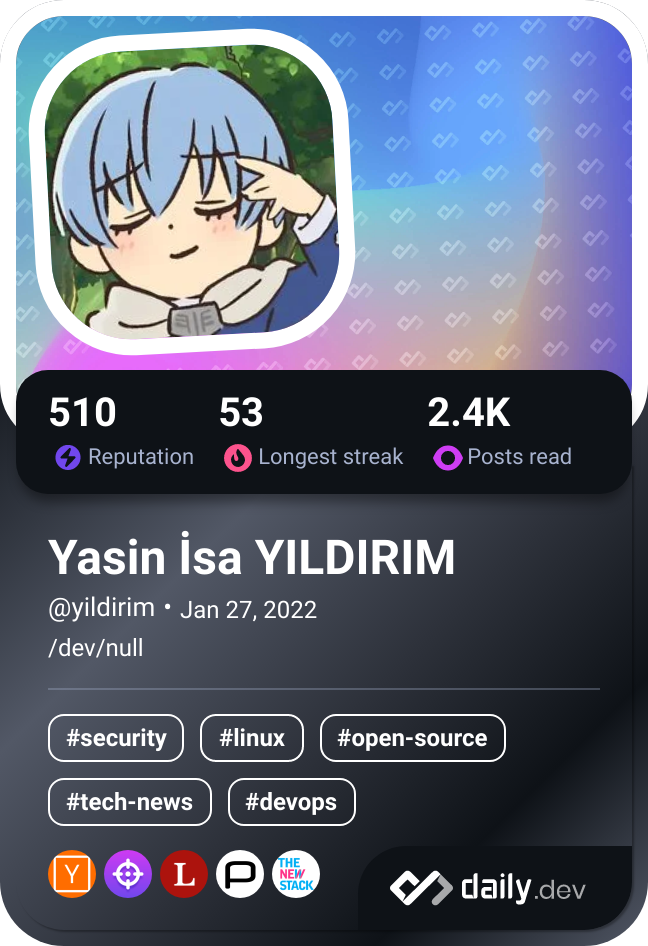 510 53 2.4K
Reputation Longest streak Posts read
Yasin İsa YILDIRIM
@yildirim • Jan 27, 2022
/dev/null
#security #linux #open-source
#tech-news #devops
Y L P THE
NEW
STACK
daily.dev